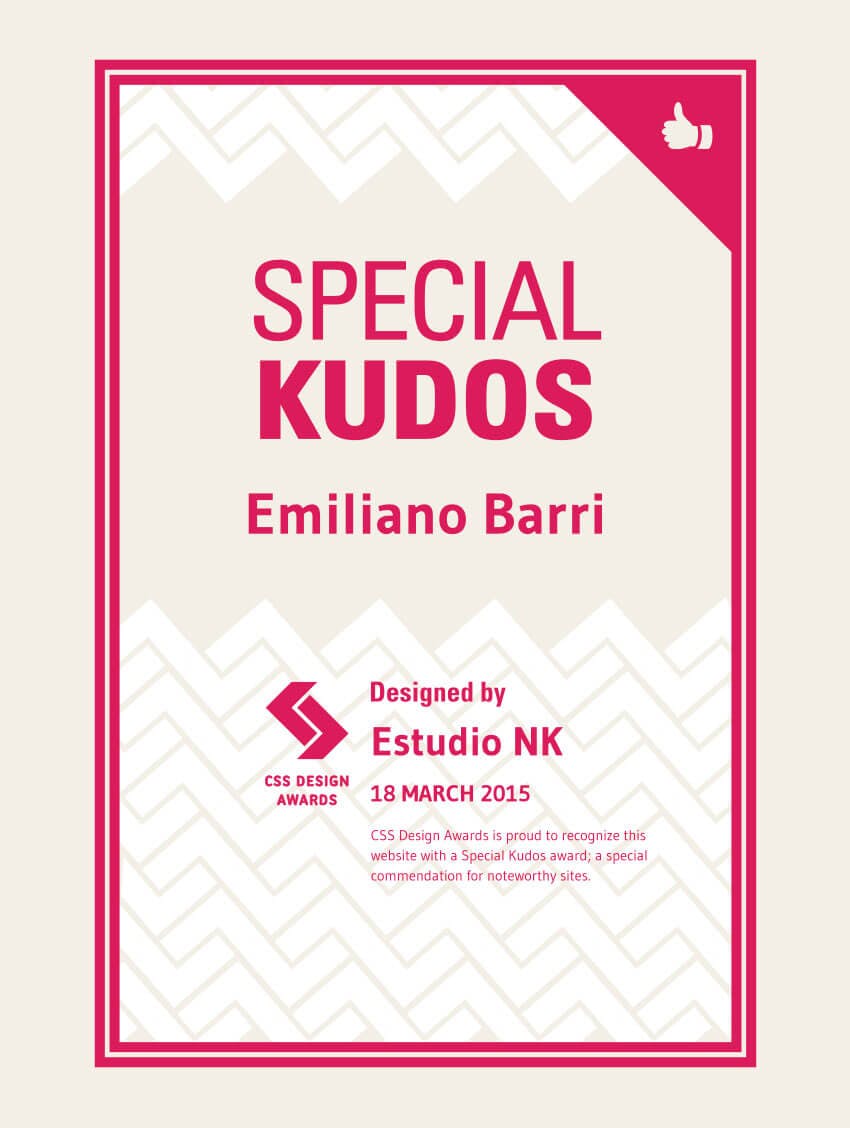 SPECIAL
KUDOS
Emiliano Barri
Designed by
Estudio NK
CSS DESIGN
AWARDS
18 MARCH 2015
CSS Design Awards is proud to recognize this
website with a Special Kudos award; a special
commendation for noteworthy sites.